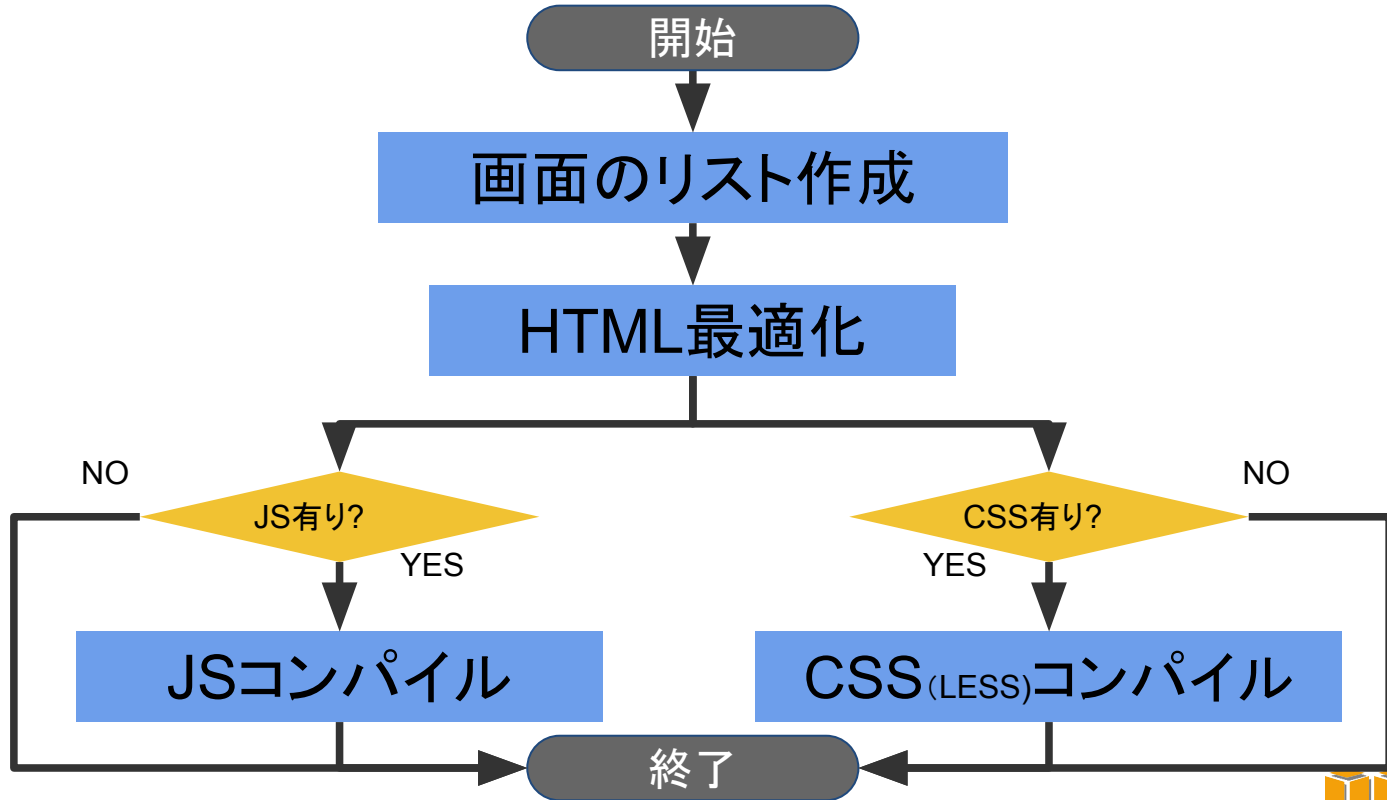 開始
画面のリスト作成
HTML最適化
NO
JS有り?
YES
NO
CSS有り?
YES
JSコンパイル
CSS(LESS)コンパイル
終了